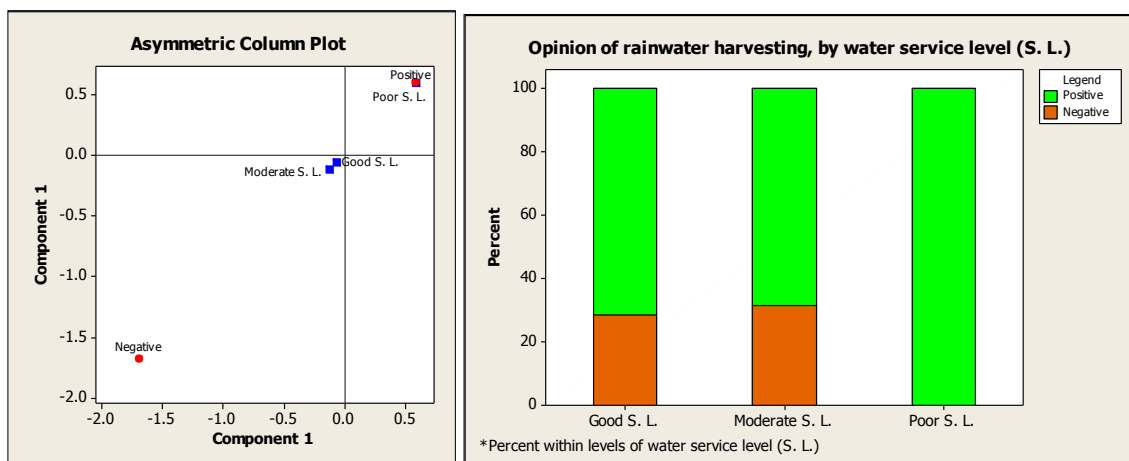 Asymmetric Column Plot
Component 1
0.5
0.0
-0.5
-1.0
-1.5
-2.0
Positive
Poor S. L.
Good S. L.
Moderate S. L.
Negative
-2.0 -1.5 -1.0 -0.5 0.0 0.5
Component 1
Opinion of rainwater harvesting, by water service level (S. L.)
Legend
Positive
Negative
Percent
100
80
60
40
20
0
Good S. L. Moderate S. L. Poor S. L.
*Percent within levels of water service level (S. L.)